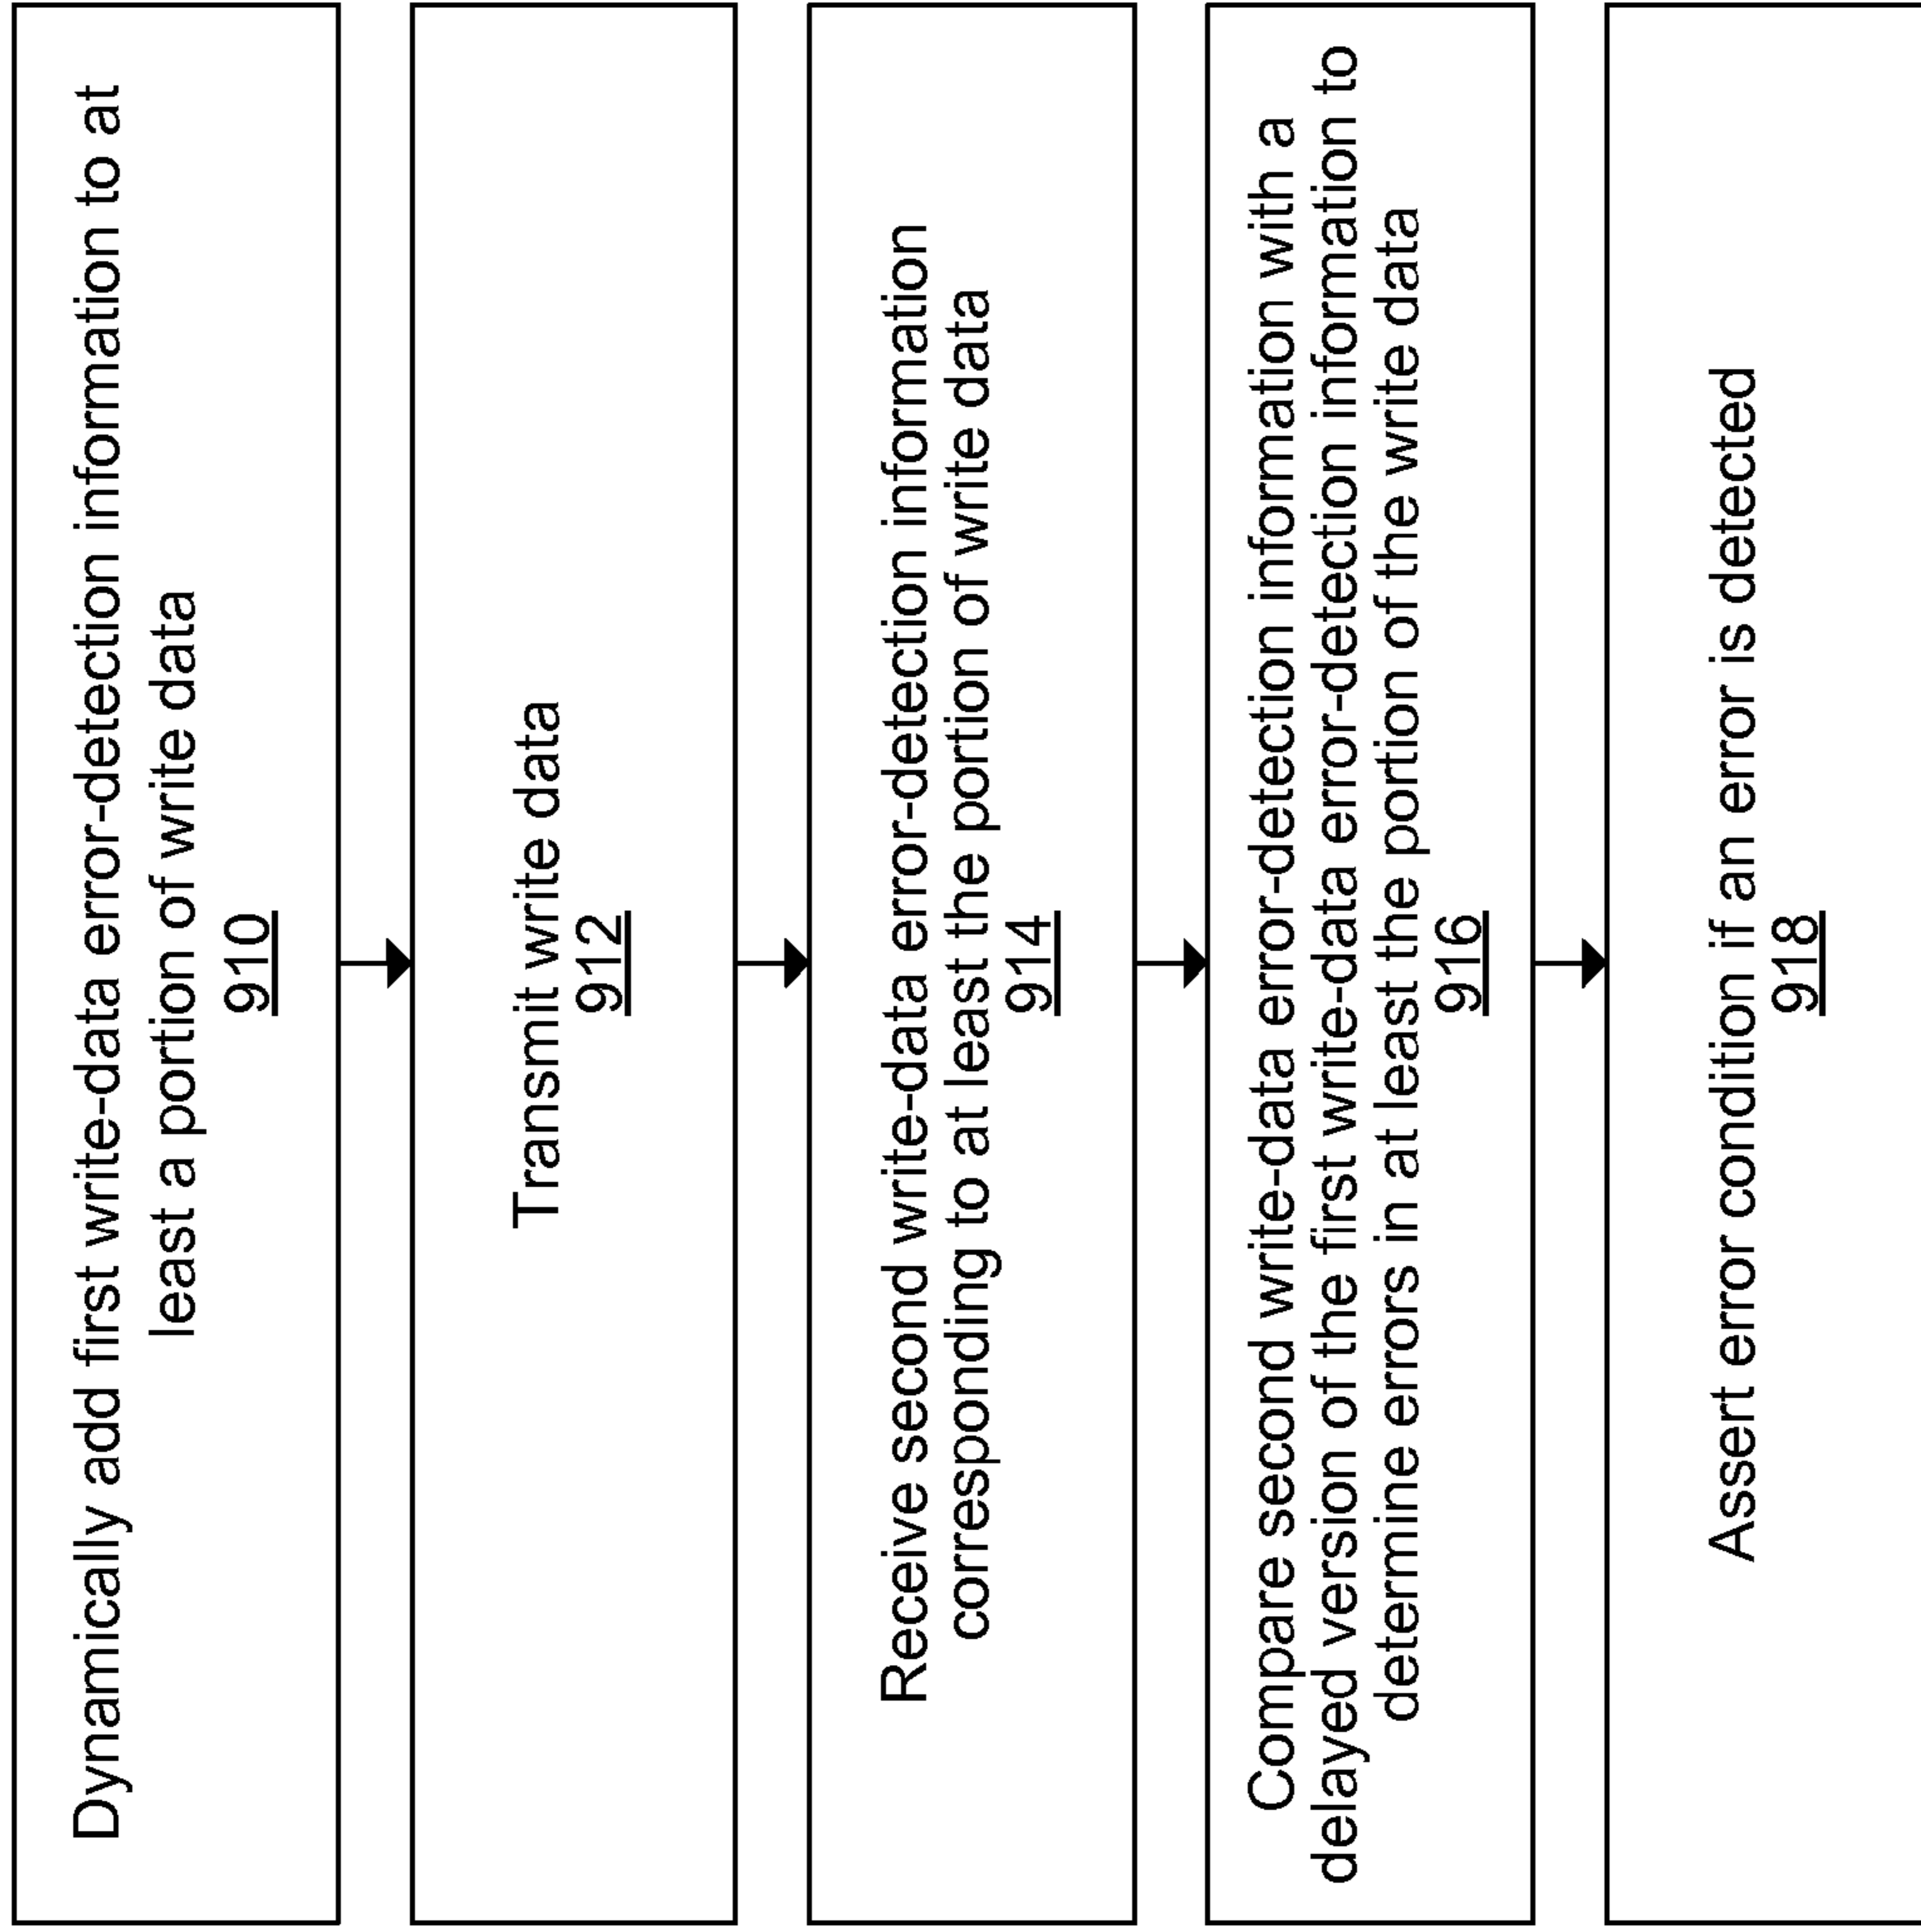 Dynamically add first write-data error-detection information to at
least a portion of write data
910
Transmit write data
912
Receive second write-data error-detection information
corresponding to at least the portion of write data
914
Compare second write-data error-detection information with a
delayed version of the first write-data error-detection information to
determine errors in at least the portion of the write data
916
Assert error condition if an error is detected
918